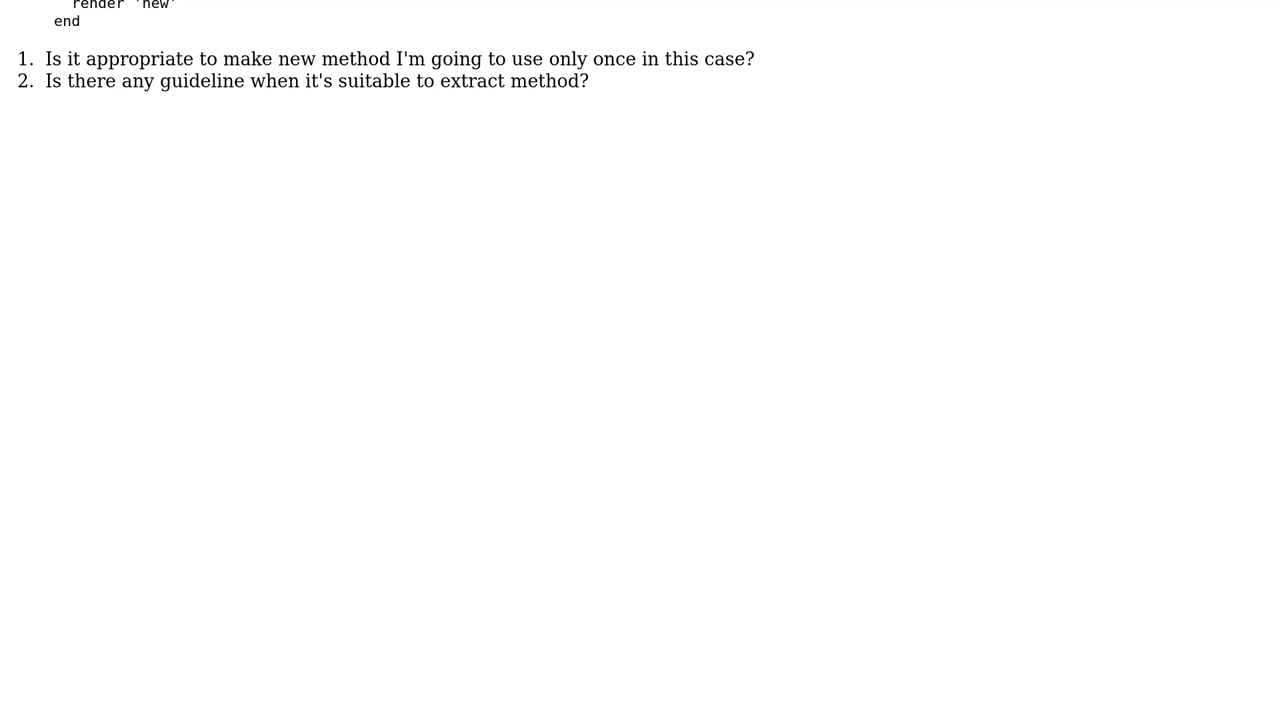 render 'new'
end
1. Is it appropriate to make new method I'm going to use only once in this case?
2. Is there any guideline when it's suitable to extract method?